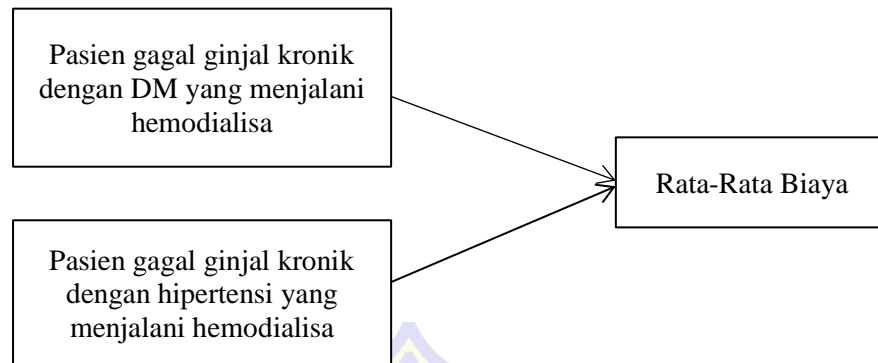 Pasien gagal ginjal kronik
dengan DM yang menjalani
hemodialisa
Rata-Rata Biaya
Pasien gagal ginjal kronik
dengan hipertensi yang
menjalani hemodialisa